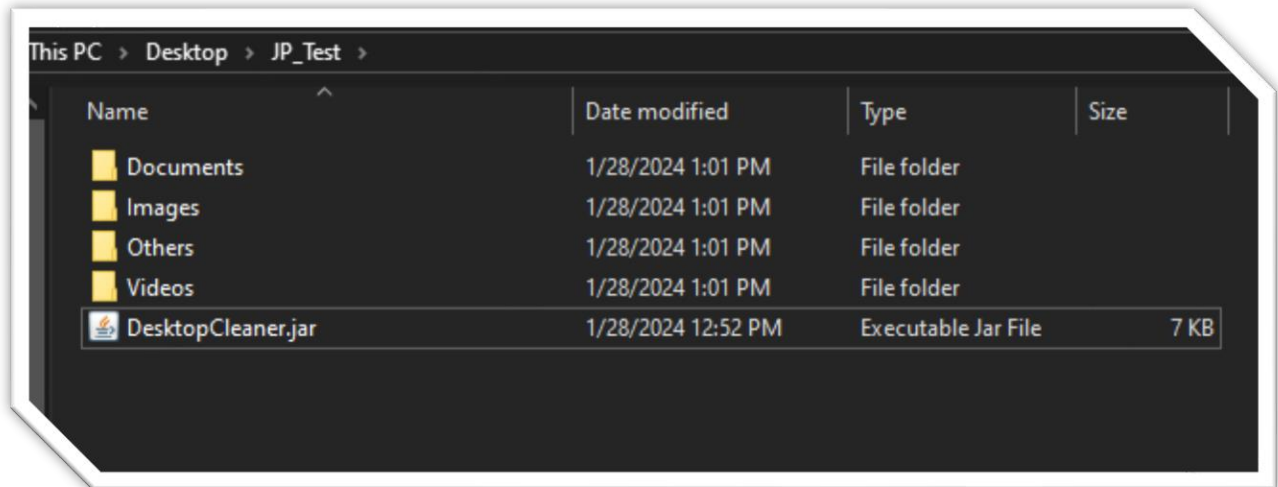 This PC > Desktop > JP_Test >
Name Date modified Type Size
Documents 1/28/2024 1:01 PM File folder
Images 1/28/2024 1:01 PM File folder
Others 1/28/2024 1:01 PM File folder
Videos 1/28/2024 1:01 PM File folder
DesktopCleaner.jar 1/28/2024 12:52 PM Executable Jar File 7 KB